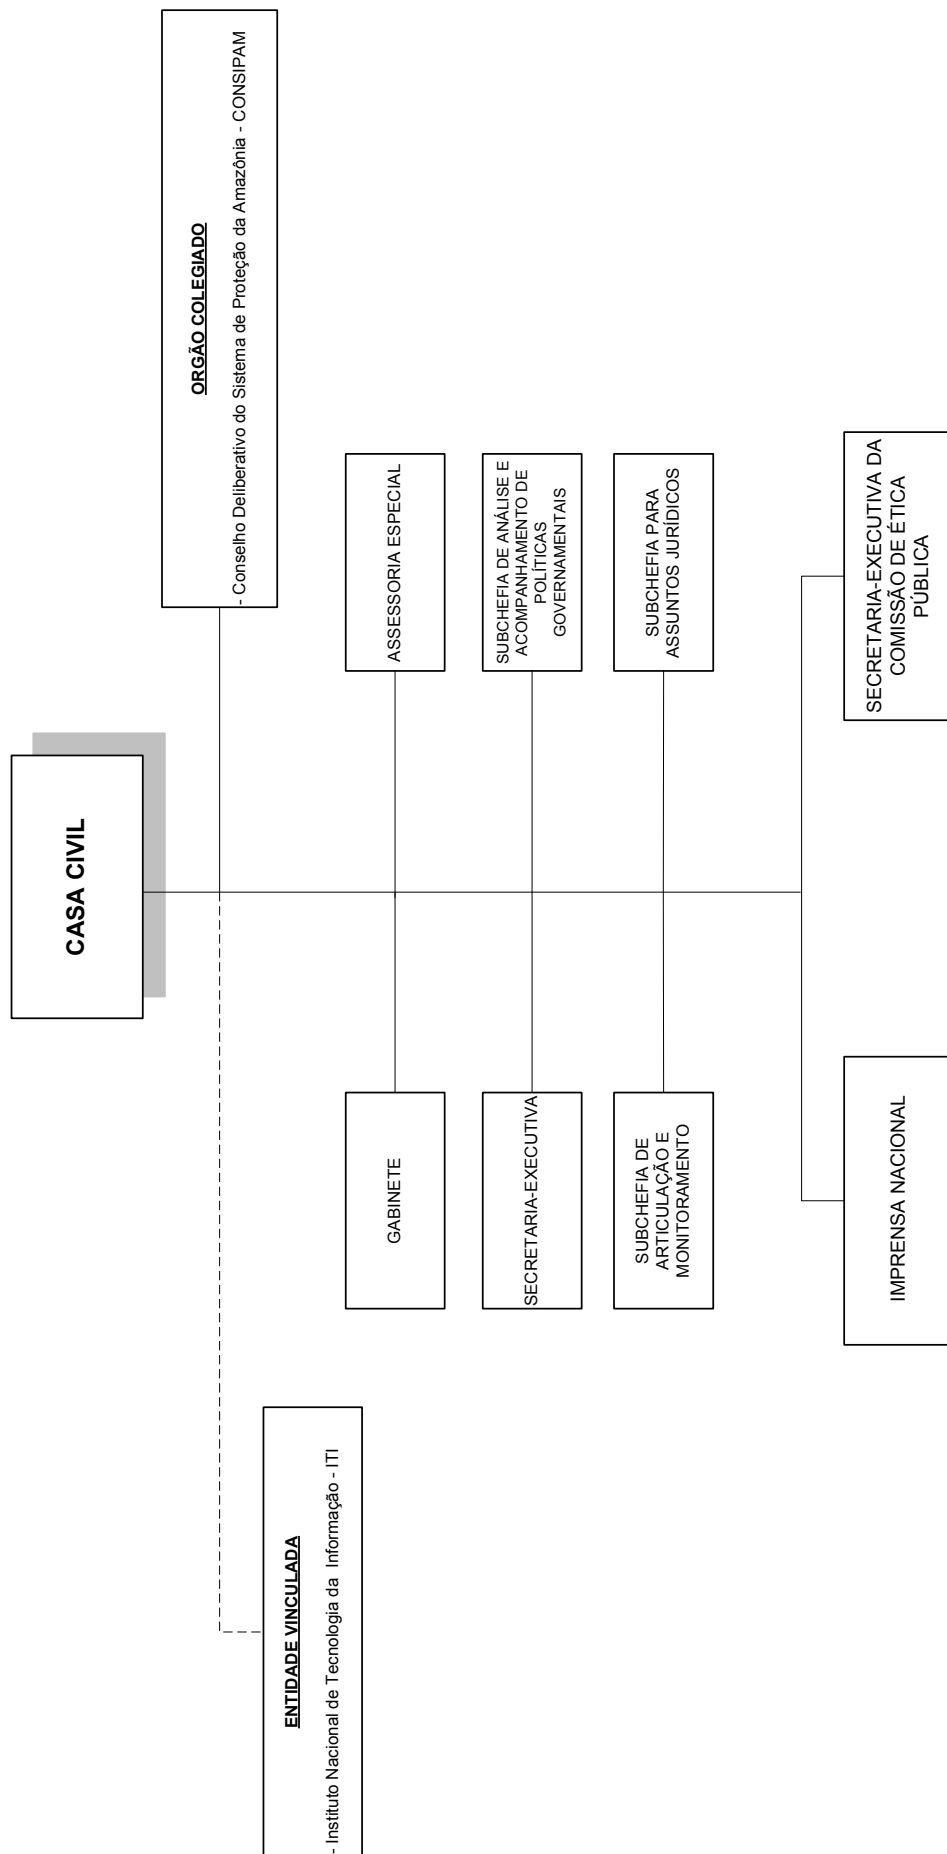 CASA CIVIL
ORGÃO COLEGIADO
- Conselho Deliberativo do Sistema de Proteção da Amazônia - CONSIPAM
ENTIDADE VINCULADA
- Instituto Nacional de Tecnologia da Informação - ITI
GABINETE
ASSESSORIA ESPECIAL
SECRETARIA-EXECUTIVA
SUBCHEFIA DE ANÁLISE E
ACOMPANHAMENTO DE
POLÍTICAS
GOVERNAMENTAIS
SUBCHEFIA DE
ARTICULAÇÃO E
MONITORAMENTO
SUBCHEFIA PARA
ASSUNTOS JURÍDICOS
IMPRENSA NACIONAL
SECRETARIA-EXECUTIVA DA
COMISSÃO DE ÉTICA
PÚBLICA